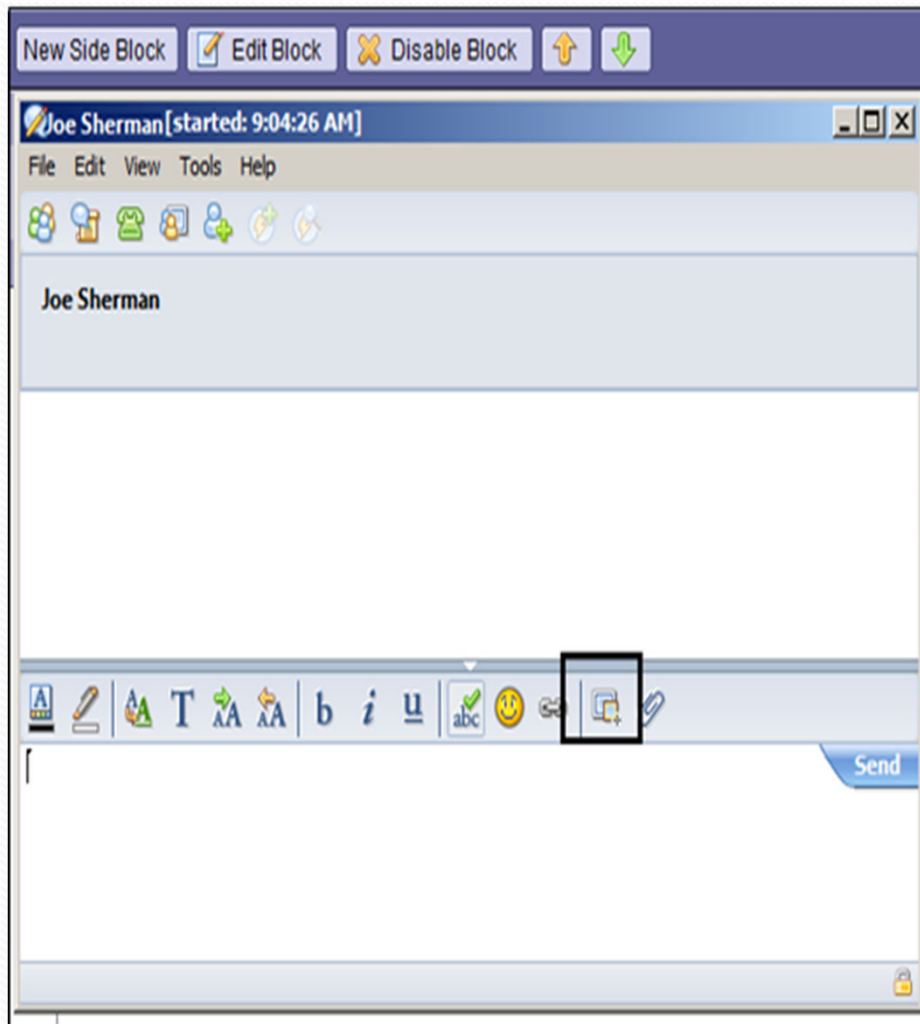 New Side Block Edit Block Disable Block
Joe Sherman [started: 9:04:26 AM]
File Edit View Tools Help
Joe Sherman
A A A T A A A A b i u abc
Send